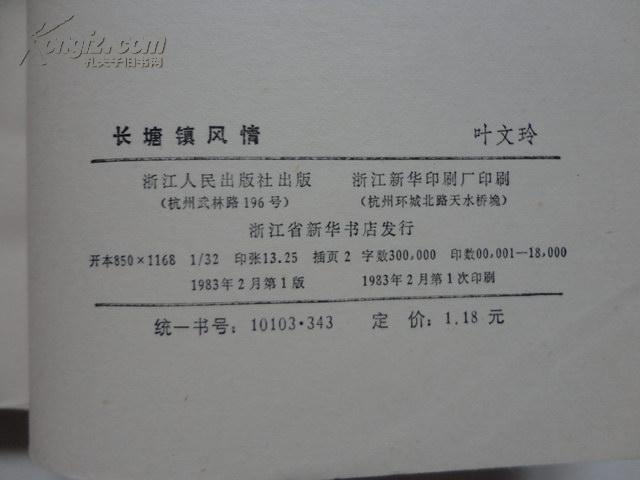 Kongfz.com
孔夫子旧书网
长塘镇风情 叶文玲
浙江人民出版社出版 浙江新华印刷厂印刷
（杭州武林路196号） （杭州环城北路天水桥堍）
浙江省新华书店发行
开本850×1168 1/32 印张13.25 插页2 字数300,000 印数00,001—18,000
1983年2月第1版 1983年2月第1次印刷
统一书号：10103·343 定价：1.18元